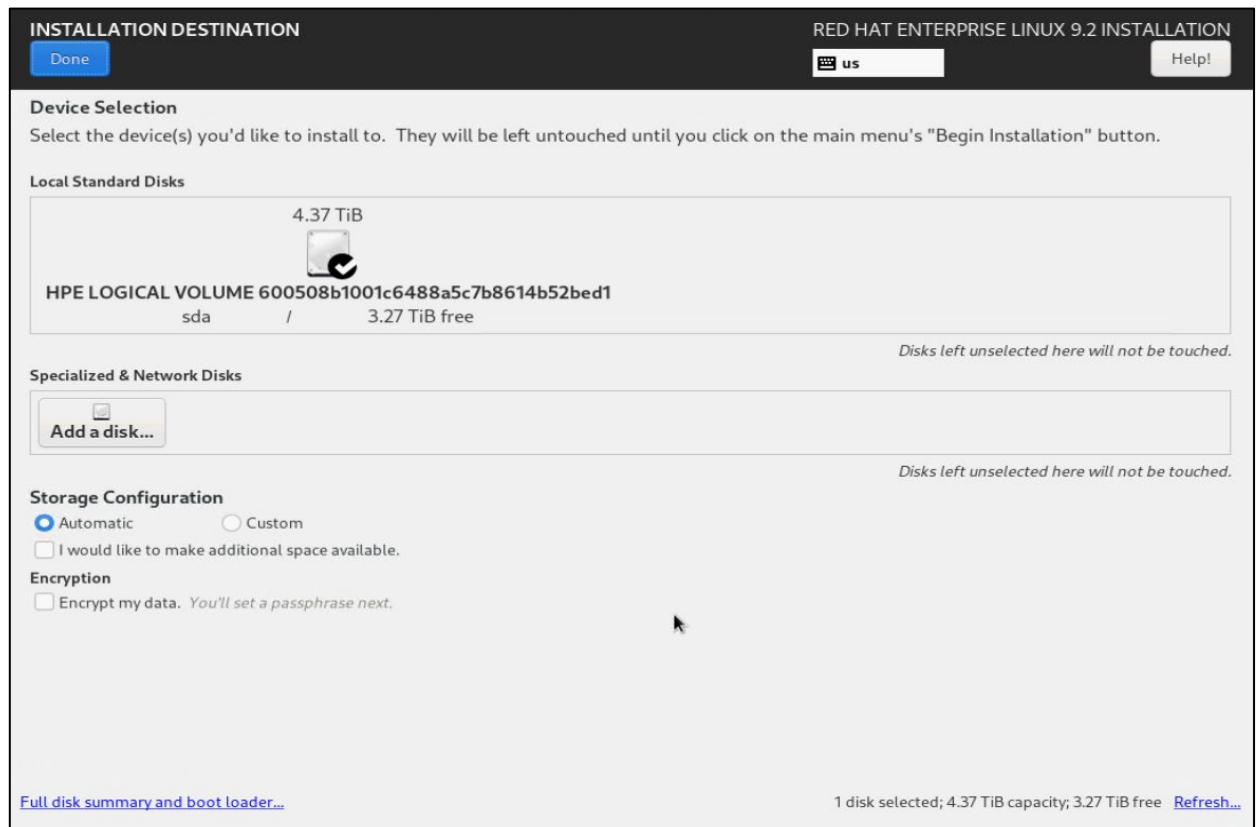 INSTALLATION DESTINATION
RED HAT ENTERPRISE LINUX 9.2 INSTALLATION
Done
us
Help!
Device Selection
Select the device(s) you'd like to install to. They will be left untouched until you click on the main menu's "Begin Installation" button.
Local Standard Disks
4.37 TiB
HPE LOGICAL VOLUME 600508b1001c6488a5c7b8614b52bed1
sda / 3.27 TiB free
Disks left unselected here will not be touched.
Specialized & Network Disks
Add a disk...
Disks left unselected here will not be touched.
Storage Configuration
Automatic Custom
I would like to make additional space available.
Encryption
Encrypt my data. You'll set a passphrase next.
Full disk summary and boot loader...
1 disk selected; 4.37 TiB capacity; 3.27 TiB free Refresh...